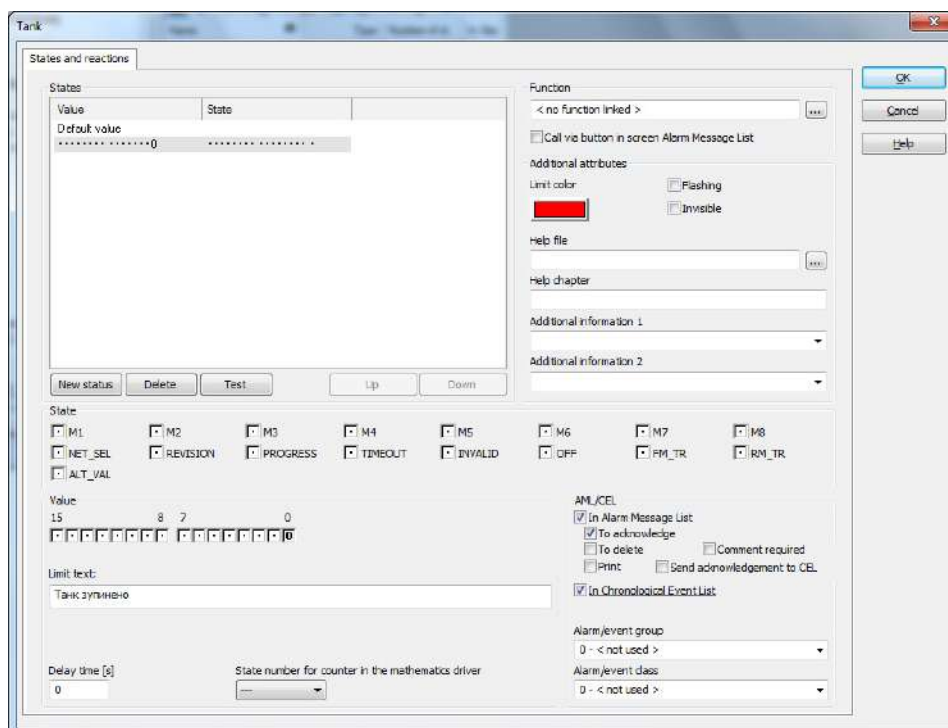 Tank
States and reactions
States
Value State
Default value
........ .......0 ........ ......... .
New status Delete Test Up Down
Function
< no function linked >
...
Call via button in screen Alarm Message List
Additional attributes
Limit color
Flashing
Invisible
Help file
...
Help chapter
Additional information 1
Additional information 2
OK
Cancel
Help
State
M1 M2 M3 M4 M5 M6 M7 M8
NET_SEL REVISION PROGRESS TIMEOUT INVALID OFF FM_TR RM_TR
ALT_VAL
Value
15 8 7 0
0
Limit text:
Танк зупинено
Delay time [s]
0
State number for counter in the mathematics driver
---
AML/CEL
In Alarm Message List
To acknowledge
To delete Comment required
Print Send acknowledgement to CEL
In Chronological Event List
Alarm/event group
0 - < not used >
Alarm/event class
0 - < not used >